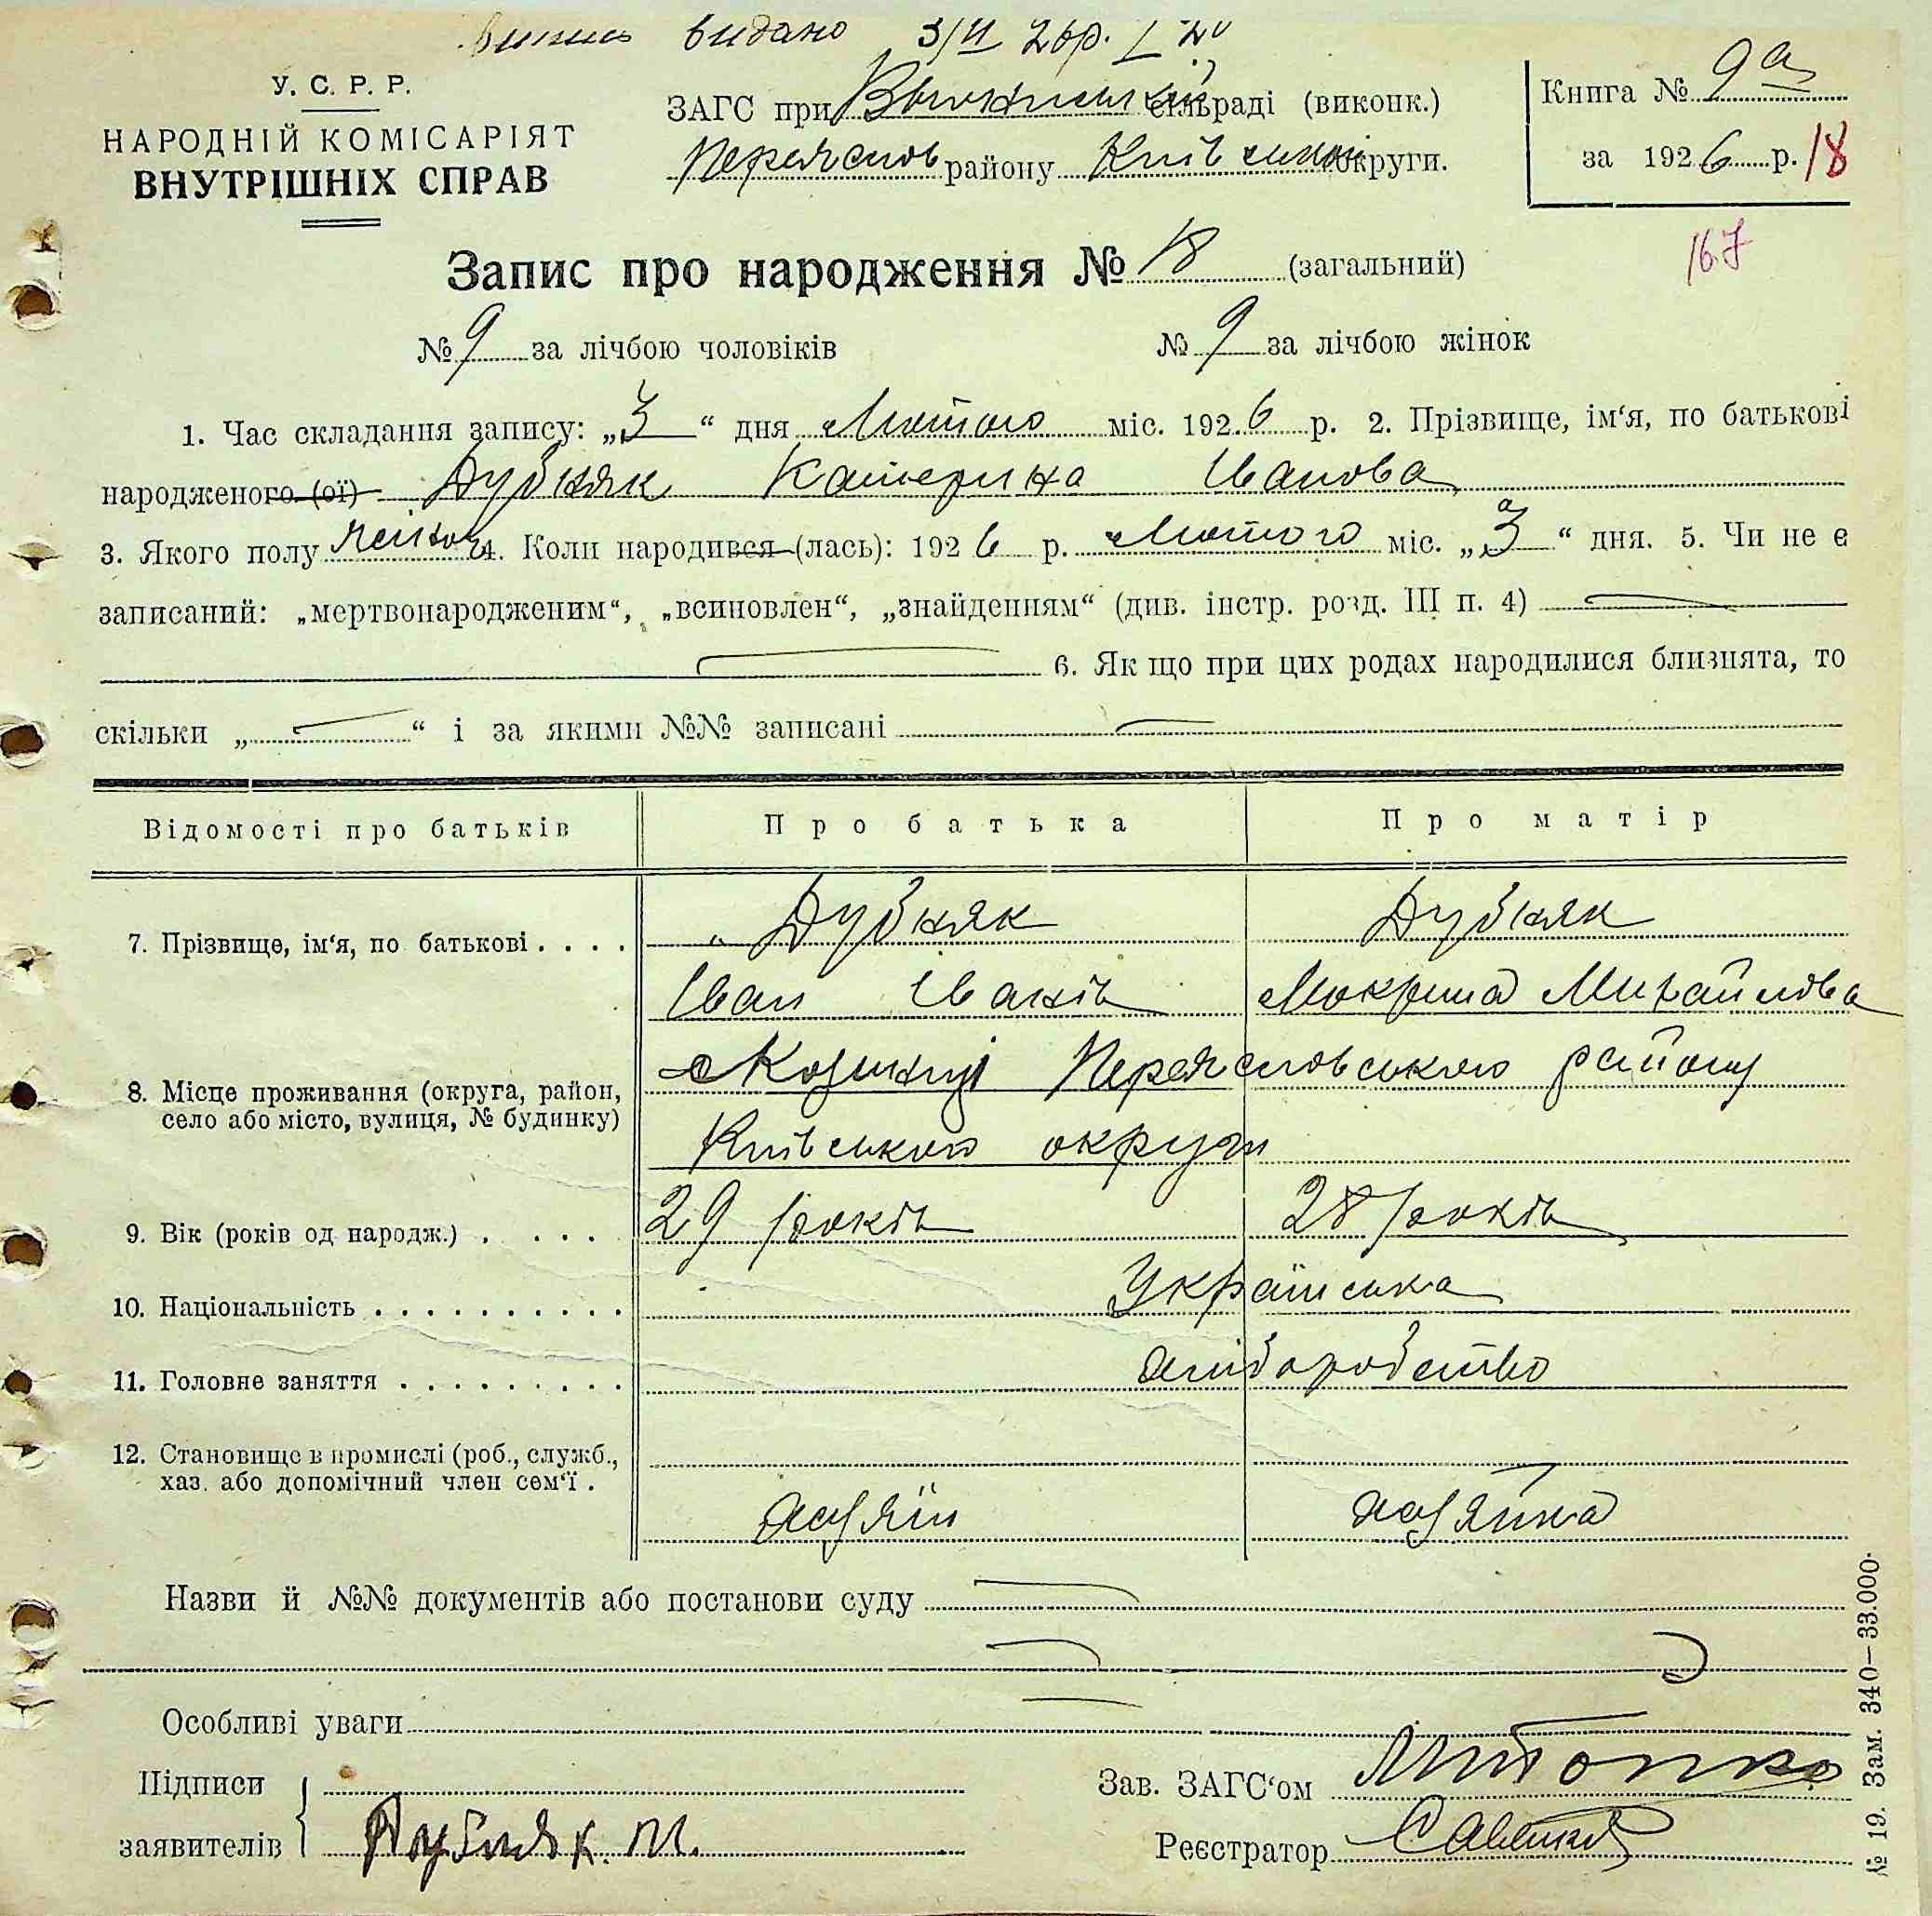 видано 3/II 26р.
У. С. Р. Р.
НАРОДНІЙ КОМІСАРІЯТ
ВНУТРІШНІХ СПРАВ
ЗАГС при сільраді (виконк.)
Переяслов району Київської округи.
Книга № 9а
за 1926 р. 18
167
Запис про народження № 18 (загальний)
№ 9 за лічбою чоловіків № 9 за лічбою жінок
1. Час складання запису: „3“ дня Лютого міс. 1926 р. 2. Прізвище, ім‘я, по батькові
народженого (ої) Дубняк Катерина Іванова
3. Якого полу жіноч 4. Коли народився (лась): 1926 р. Лютого міс. „3“ дня. 5. Чи не є
записаний: „мертвонародженим“, „всиновлен“, „знайденням“ (див. інстр. розд. III п. 4)
6. Як що при цих родах народилися близнята, то
скільки „ “ і за якими №№ записані
Відомості про батьків Про батька Про матір
7. Прізвище, ім‘я, по батькові . . . . Дубняк Дубняк
Іван Іванів Мокрина Михайлова
8. Місце проживання (округа, район, с Козинці Переясловського району
село або місто, вулиця, № будинку) Київського округи
9. Вік (років од народж.) . . . . 29 років 28 років
10. Національність . . . . . . . . . . Українська
11. Головне заняття . . . . . . . . . хліборобство
12. Становище в промислі (роб., служб.,
хаз. або допомічний член сем‘ї . хазяїн хазяйка
Назви й №№ документів або постанови суду
Особливі уваги
Підписи Зав. ЗАГС‘ом
заявителів Дубняк. М. Реєстратор
№ 19. Зам. 340—33.000.